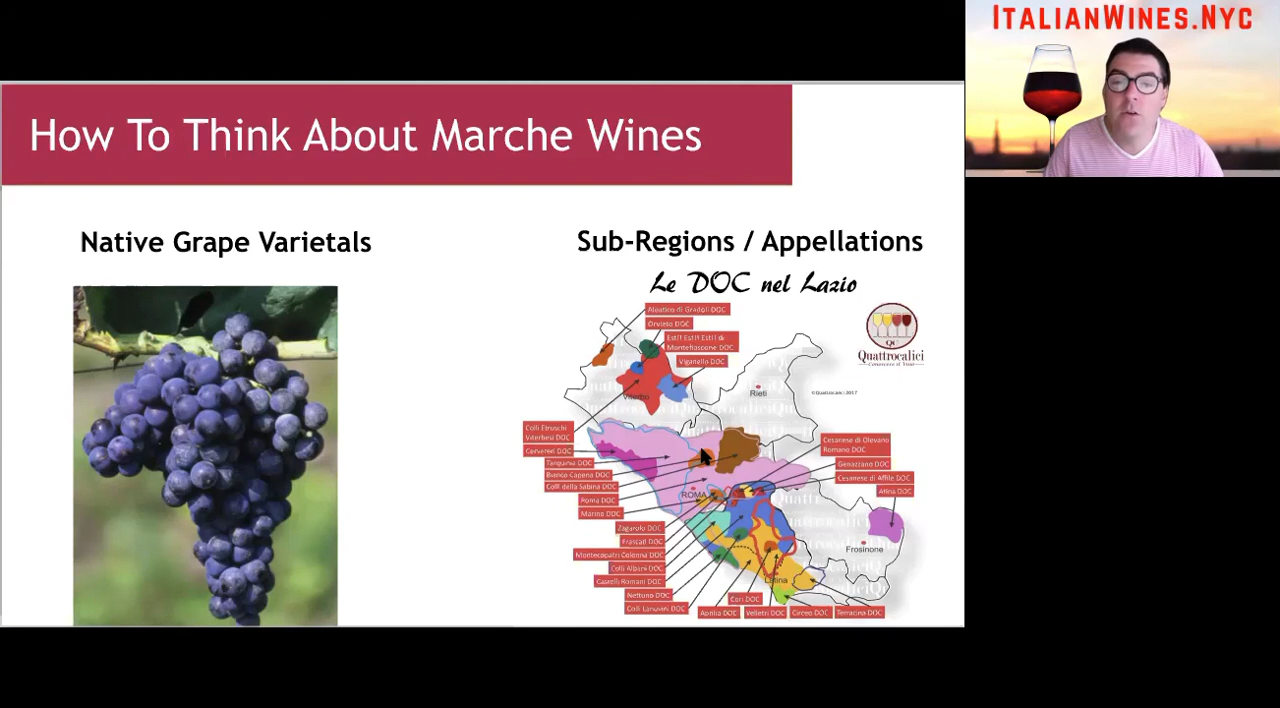 ITALIANWINES.NYC
How To Think About Marche Wines
Native Grape Varietals
Sub-Regions / Appellations
Le DOC nel Lazio
Aleatico di Gradoli DOC
Orvieto DOC
Est!! Est!! Est!! di
Montefiascone DOC
Vignanello DOC
Quattrocalici
Viterbo
Rieti
©Quattrocalici 2017
Colli Etruschi
Viterbesi DOC
Cerveteri DOC
Tarquinia DOC
Bianco Capena DOC
Colli della Sabina DOC
Roma DOC
Marino DOC
ROMA
Cesanese di Olevano
Romano DOC
Genazzano DOC
Cesanese di Affile DOC
Atina DOC
Zagarolo DOC
Frascati DOC
Montecompatri Colonna DOC
Colli Albani DOC
Castelli Romani DOC
Nettuno DOC
Colli Lanuvini DOC
Frosinone
Latina
Cori DOC
Aprilia DOC
Velletri DOC
Circeo DOC
Terracina DOC